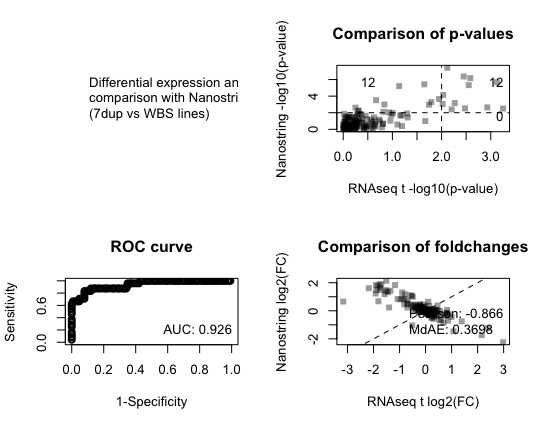 Differential expression an
comparison with Nanostri
(7dup vs WBS lines)
Comparison of p-values
Nanostring -log10(p-value)
0 4
12 12
0
0.0 1.0 2.0 3.0
RNAseq t -log10(p-value)
ROC curve
Sensitivity
0.0 0.6
AUC: 0.926
0.0 0.2 0.4 0.6 0.8 1.0
1-Specificity
Comparison of foldchanges
Nanostring log2(FC)
-2 0 2
Pearson: -0.866
MdAE: 0.3698
-3 -2 -1 0 1 2 3
RNAseq t log2(FC)